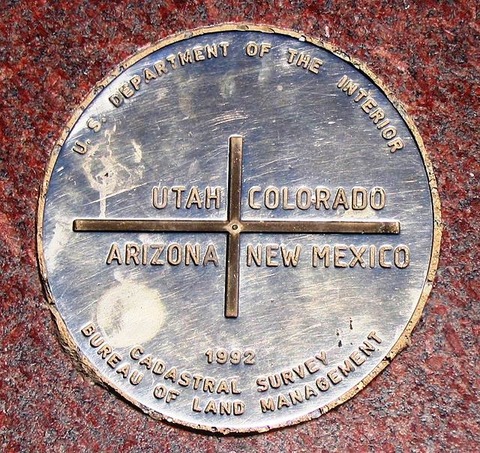 U. S. DEPARTMENT OF THE INTERIOR
UTAH COLORADO
ARIZONA NEW MEXICO
1992
CADASTRAL SURVEY
BUREAU OF LAND MANAGEMENT